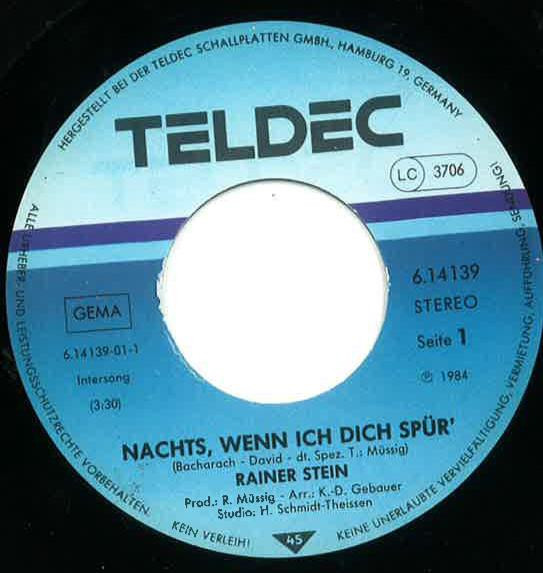 HERGESTELLT BEI DER TELDEC SCHALLPLATTEN GMBH., HAMBURG 19, GERMANY
TELDEC
LC 3706
6.14139
STEREO
Seite 1
℗ 1984
GEMA
6.14139-01-1
Intersong
(3:30)
NACHTS, WENN ICH DICH SPÜR'
(Bacharach - David - dt. Spez. T.: Müssig)
RAINER STEIN
Prod.: R. Müssig - Arr.: K.-D. Gebauer
Studio: H. Schmidt-Theissen
45
ALLE URHEBER- UND LEISTUNGSSCHUTZRECHTE VORBEHALTEN.
KEIN VERLEIH!
KEINE UNERLAUBTE VERVIELFÄLTIGUNG, VERMIETUNG, AUFFÜHRUNG, SENDUNG!